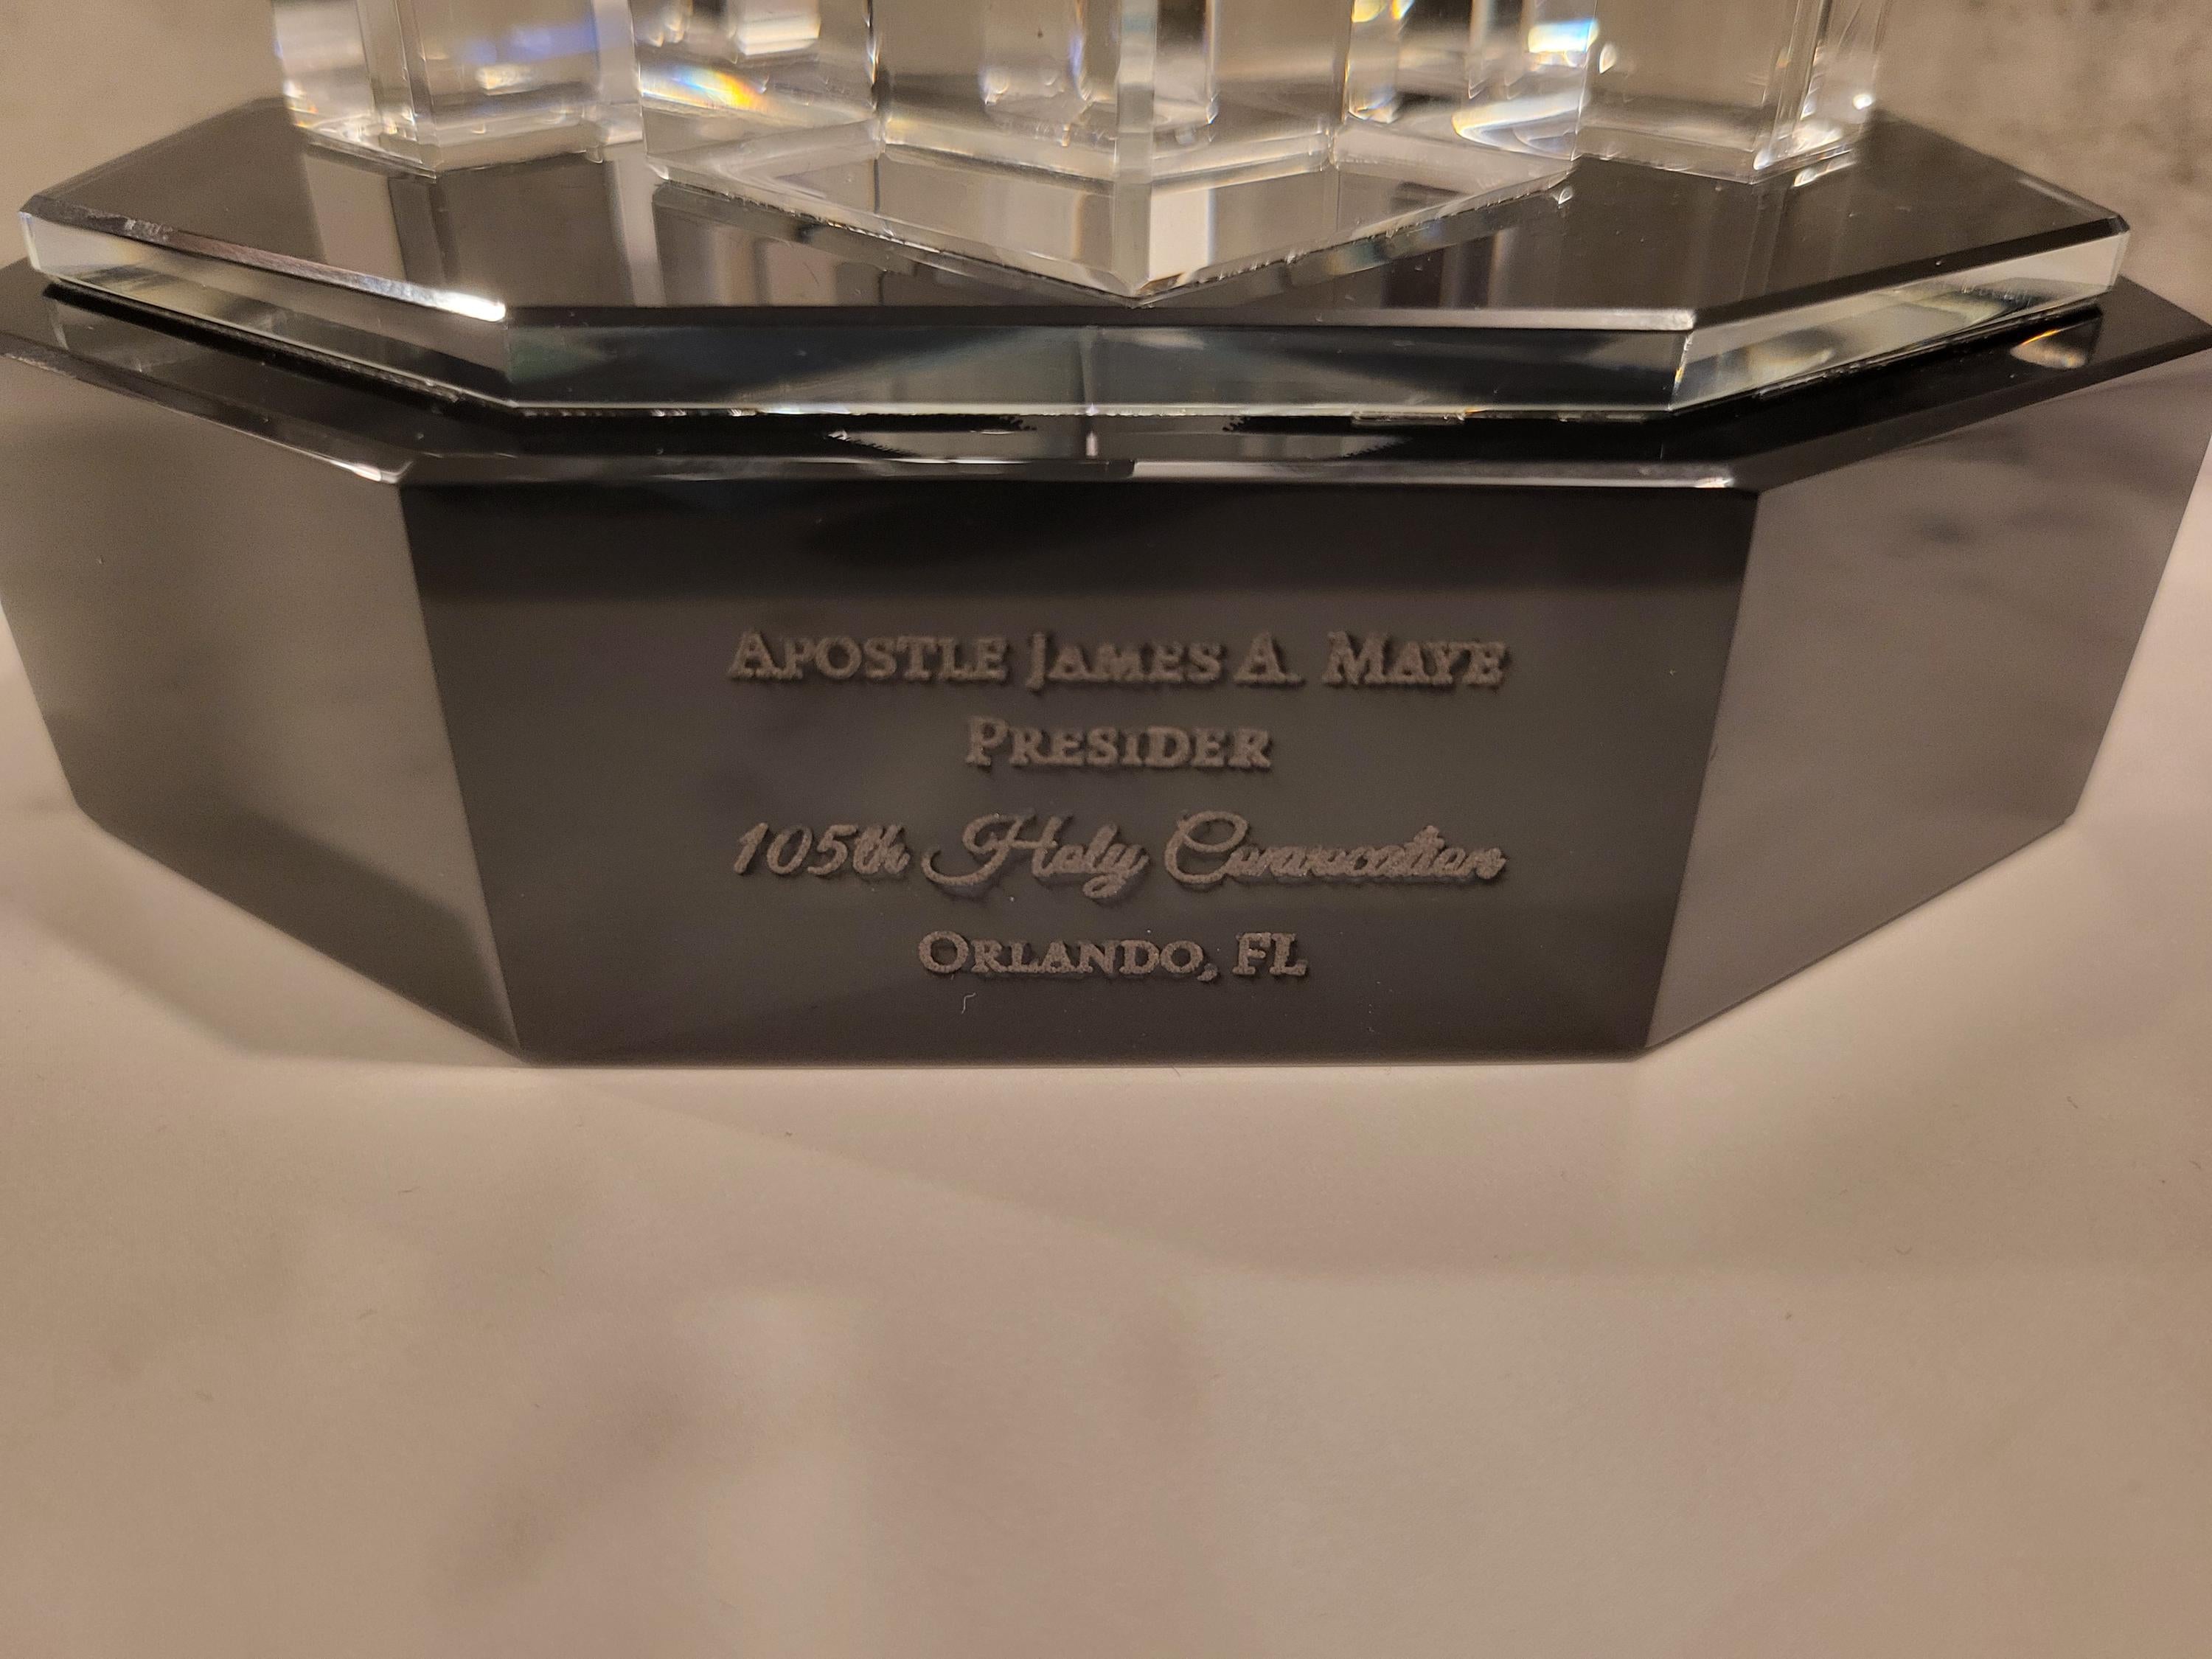 APOSTLE JAMES A. MAYE
PRESIDER
105th Holy Convocation
ORLANDO, FL